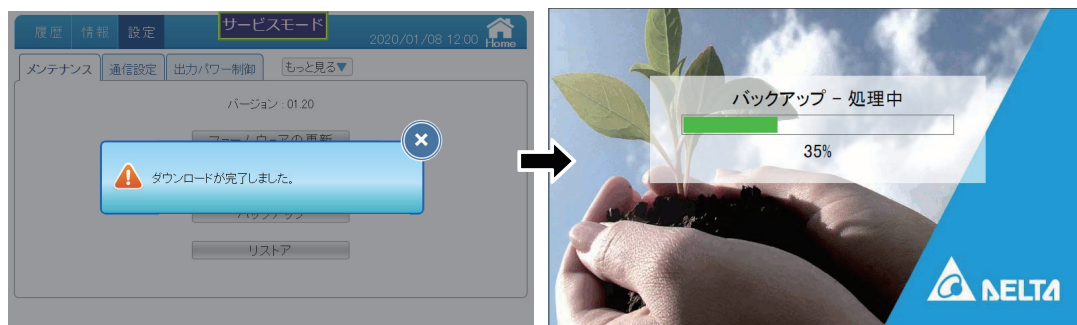 サービスモード
履歴 情報 設定
2020/01/08 12:00 Home
メンテナンス 通信設定 出力パワー制御 もっと見る▼
バージョン : 01.20
ファームウェアの更新
ダウンロードが完了しました。
バックアップ
リストア
バックアップ - 処理中
35%
DELTA